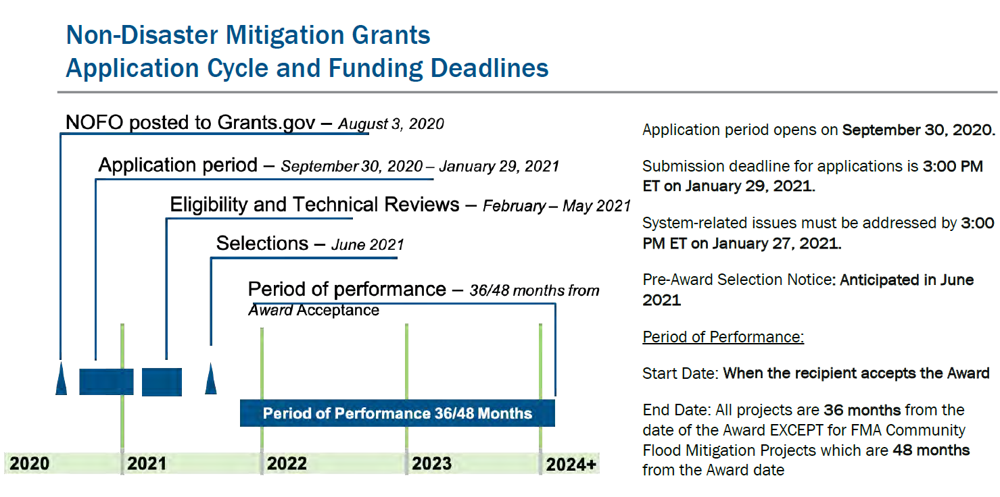 Non-Disaster Mitigation Grants
Application Cycle and Funding Deadlines
NOFO posted to Grants.gov – August 3, 2020
Application period – September 30, 2020 – January 29, 2021
Eligibility and Technical Reviews – February – May 2021
Selections – June 2021
Period of performance – 36/48 months from
Award Acceptance
Period of Performance 36/48 Months
2020
2021
2022
2023
2024+
Application period opens on September 30, 2020.
Submission deadline for applications is 3:00 PM
ET on January 29, 2021.
System-related issues must be addressed by 3:00
PM ET on January 27, 2021.
Pre-Award Selection Notice: Anticipated in June
2021
Period of Performance:
Start Date: When the recipient accepts the Award
End Date: All projects are 36 months from the
date of the Award EXCEPT for FMA Community
Flood Mitigation Projects which are 48 months
from the Award date